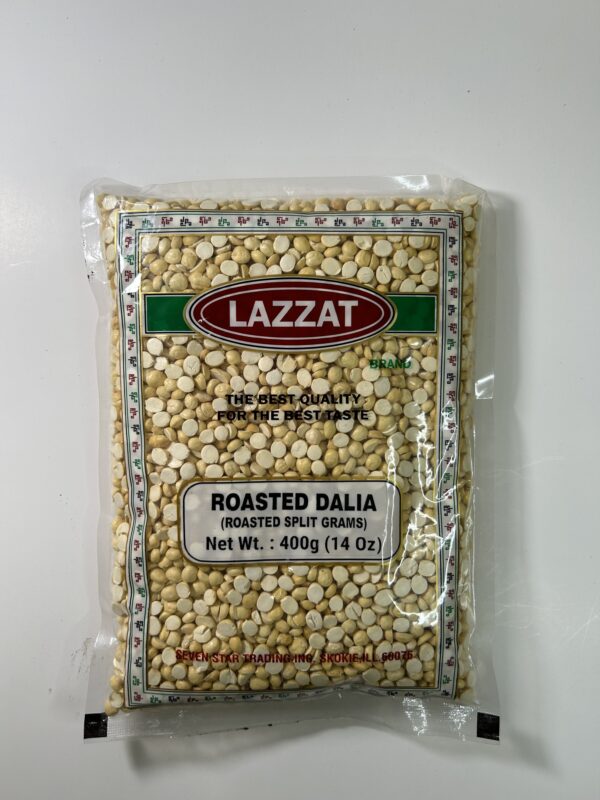 LAZZAT
BRAND
THE BEST QUALITY
FOR THE BEST TASTE
ROASTED DALIA
(ROASTED SPLIT GRAMS)
Net Wt. : 400g (14 Oz)
SEVEN STAR TRADING INC. SKOKIE, ILL 60076